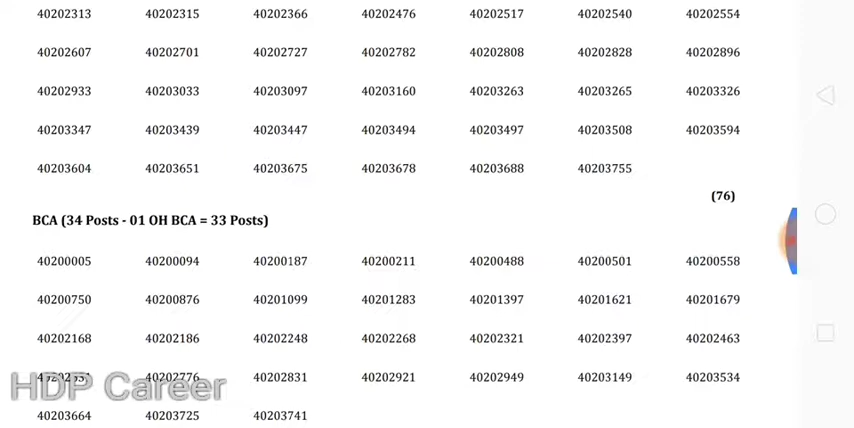 40202313 40202315 40202366 40202476 40202517 40202540 40202554
40202607 40202701 40202727 40202782 40202808 40202828 40202896
40202933 40203033 40203097 40203160 40203263 40203265 40203326
40203347 40203439 40203447 40203494 40203497 40203508 40203594
40203604 40203651 40203675 40203678 40203688 40203755
(76)
BCA (34 Posts - 01 OH BCA = 33 Posts)
40200005 40200094 40200187 40200211 40200488 40200501 40200558
40200750 40200876 40201099 40201283 40201397 40201621 40201679
40202168 40202186 40202248 40202268 40202321 40202397 40202463
40202776 40202831 40202921 40202949 40203149 40203534
HDP Career
40203664 40203725 40203741